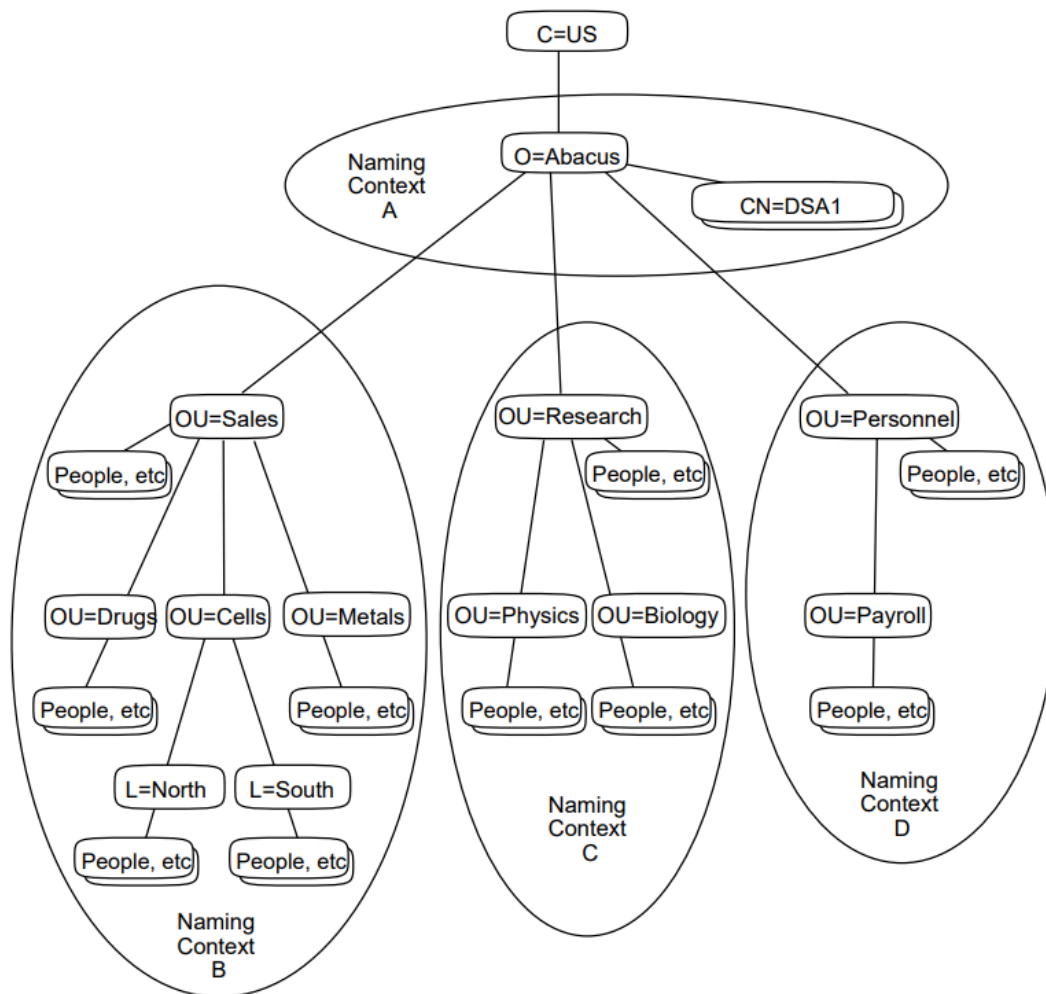 C=US
Naming
Context
A
O=Abacus
CN=DSA1
OU=Sales
OU=Research
OU=Personnel
People, etc
People, etc
People, etc
OU=Drugs
OU=Cells
OU=Metals
OU=Physics
OU=Biology
OU=Payroll
People, etc
People, etc
People, etc
People, etc
People, etc
L=North
L=South
Naming
Context
C
Naming
Context
D
People, etc
People, etc
Naming
Context
B